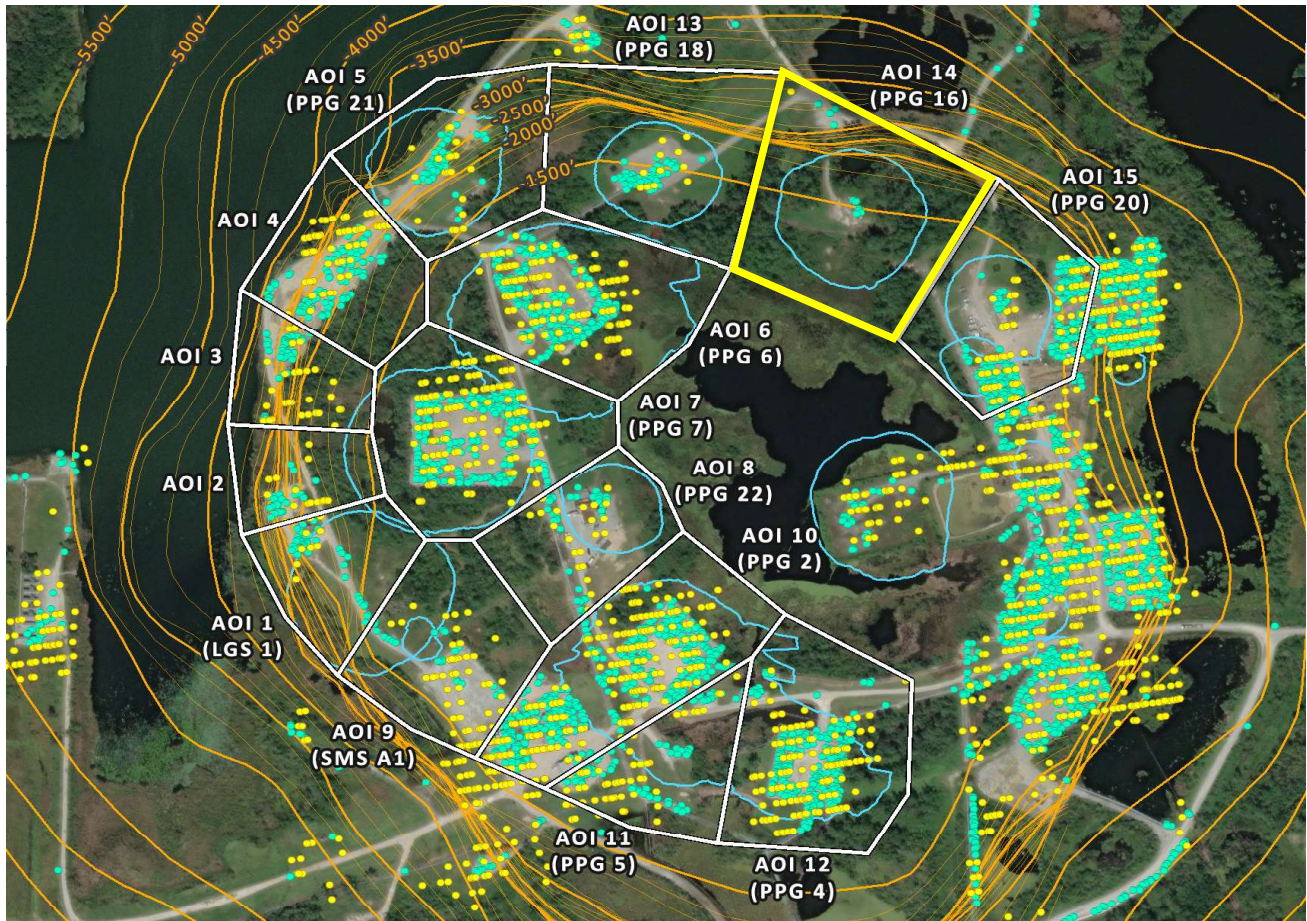 -5500'
-5000'
-4500'
-4000'
-3500'
-3000'
-2500'
-2000'
-1500'
AOI 13
(PPG 18)
AOI 5
(PPG 21)
AOI 14
(PPG 16)
AOI 15
(PPG 20)
AOI 4
AOI 3
AOI 6
(PPG 6)
AOI 7
(PPG 7)
AOI 2
AOI 8
(PPG 22)
AOI 10
(PPG 2)
AOI 1
(LGS 1)
AOI 9
(SMS A1)
AOI 11
(PPG 5)
AOI 12
(PPG 4)